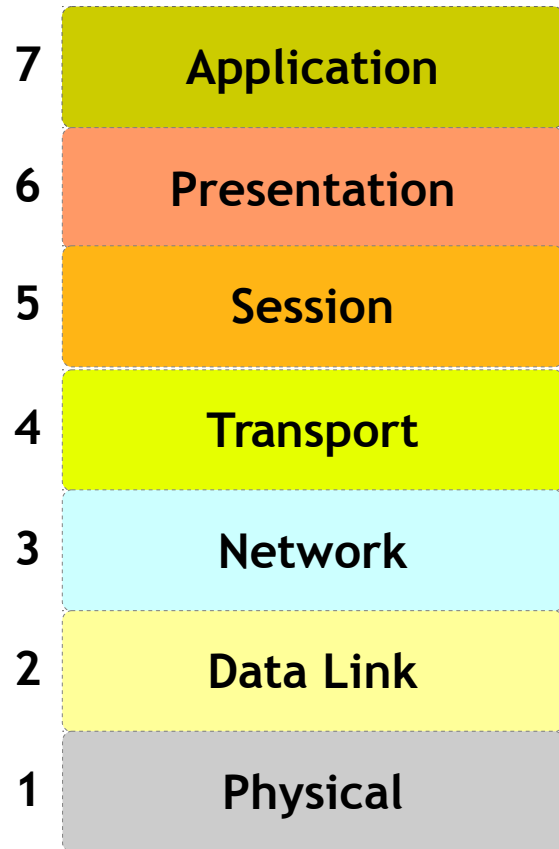 7 Application
6 Presentation
5 Session
4 Transport
3 Network
2 Data Link
1 Physical